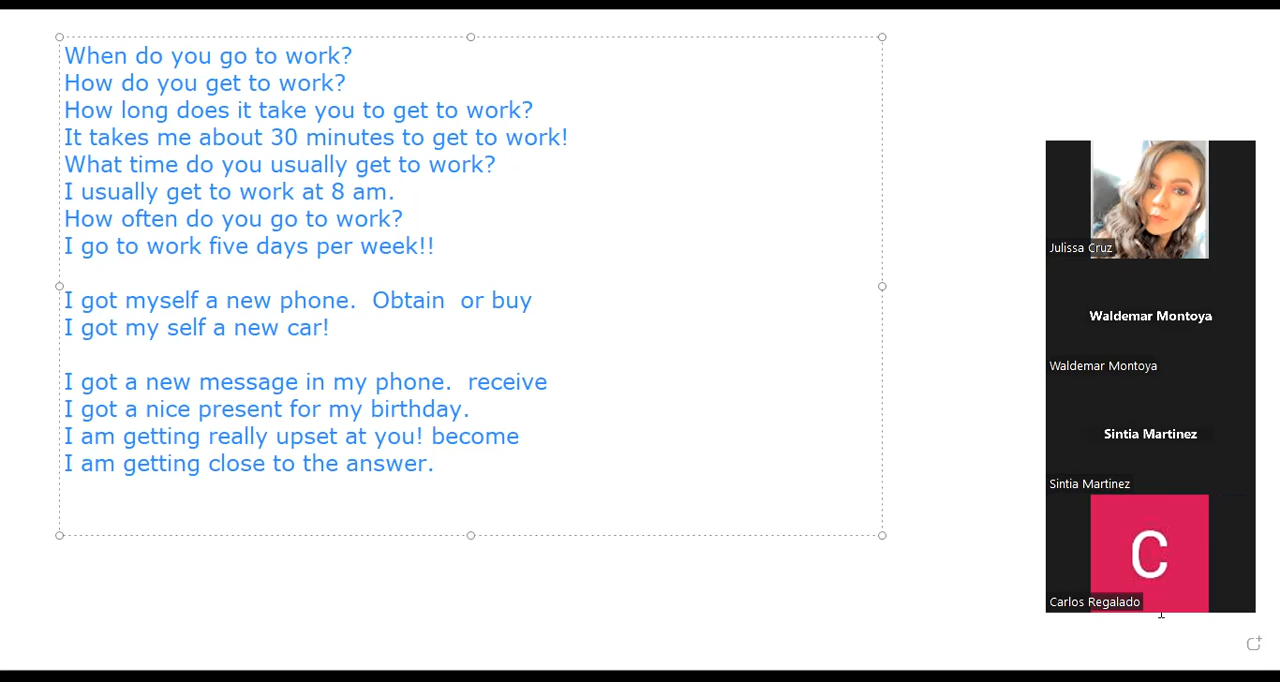 When do you go to work?
How do you get to work?
How long does it take you to get to work?
It takes me about 30 minutes to get to work!
What time do you usually get to work?
I usually get to work at 8 am.
How often do you go to work?
I go to work five days per week!!
I got myself a new phone.  Obtain  or buy
I got my self a new car!
I got a new message in my phone.  receive
I got a nice present for my birthday.
I am getting really upset at you! become
I am getting close to the answer.
Julissa Cruz
Waldemar Montoya
Waldemar Montoya
Sintia Martinez
Sintia Martinez
C
Carlos Regalado